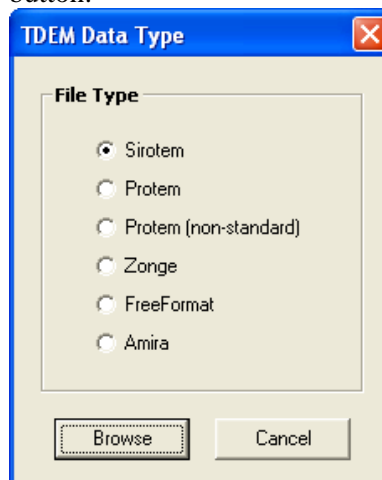 button.
TDEM Data Type
File Type
Sirotem
Protem
Protem (non-standard)
Zonge
FreeFormat
Amira
Browse
Cancel